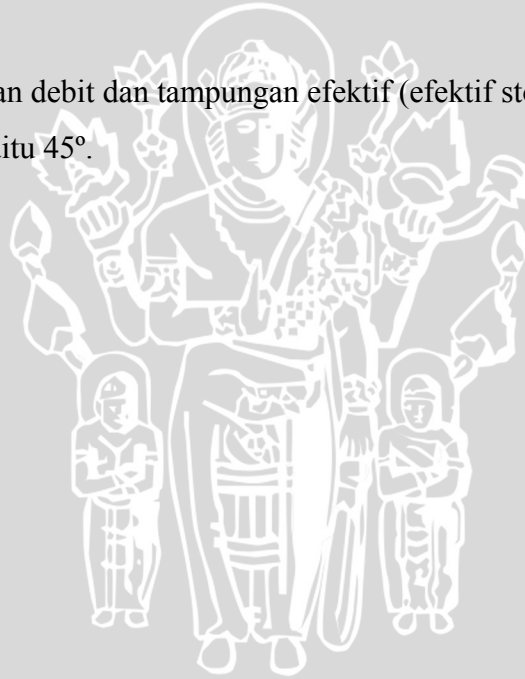 an debit dan tampungan efektif (efektif sto
itu 45º.